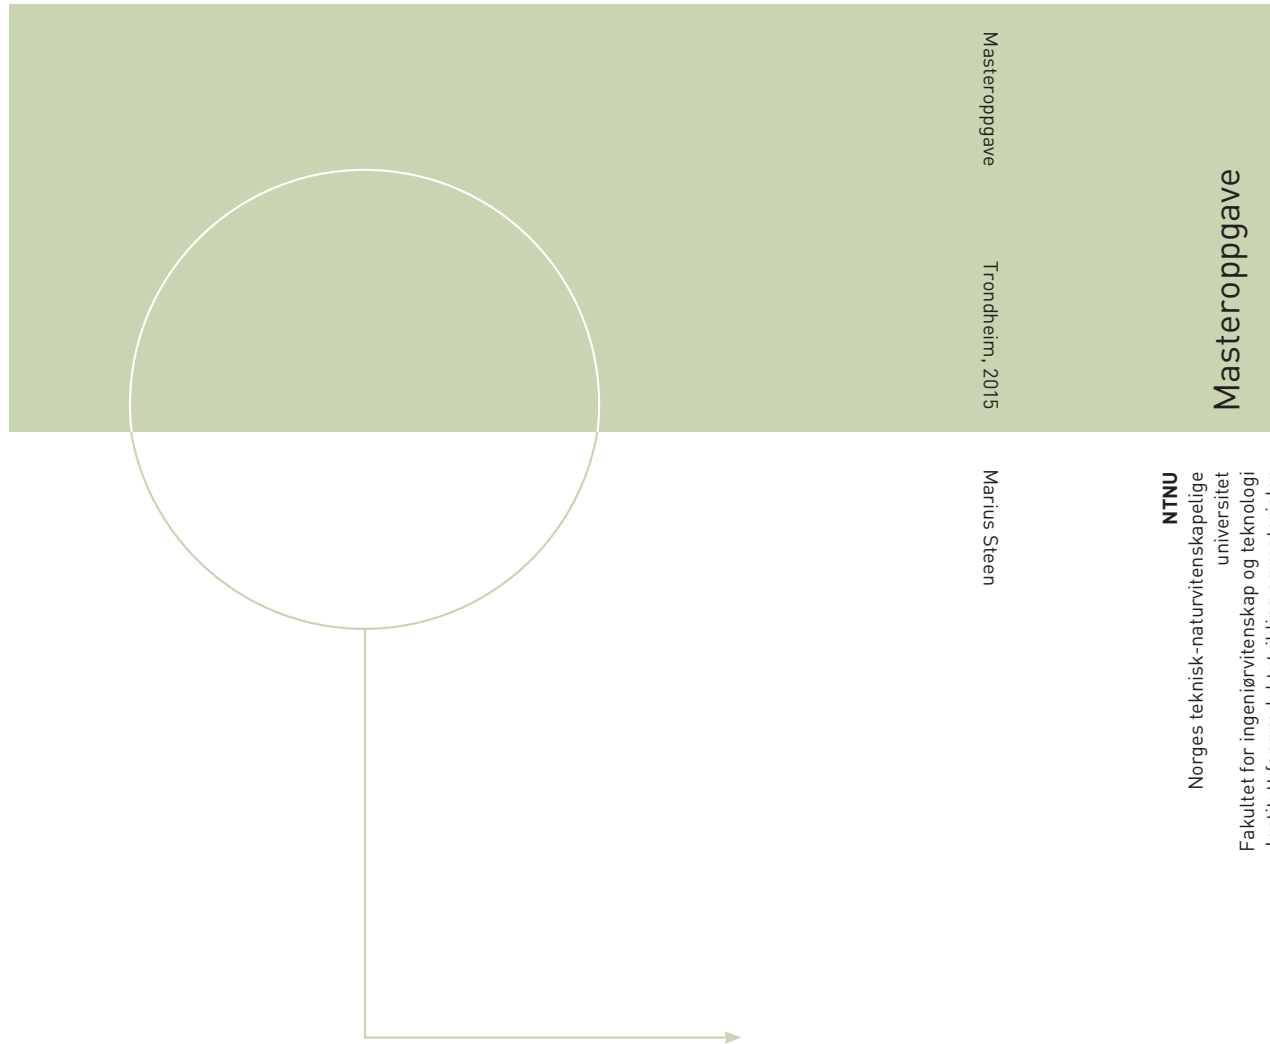 Masteroppgave
Trondheim, 2015
Marius Steen
Masteroppgave
NTNU
Norges teknisk-naturvitenskapelige
universitet
Fakultet for ingeniørvitenskap og teknologi